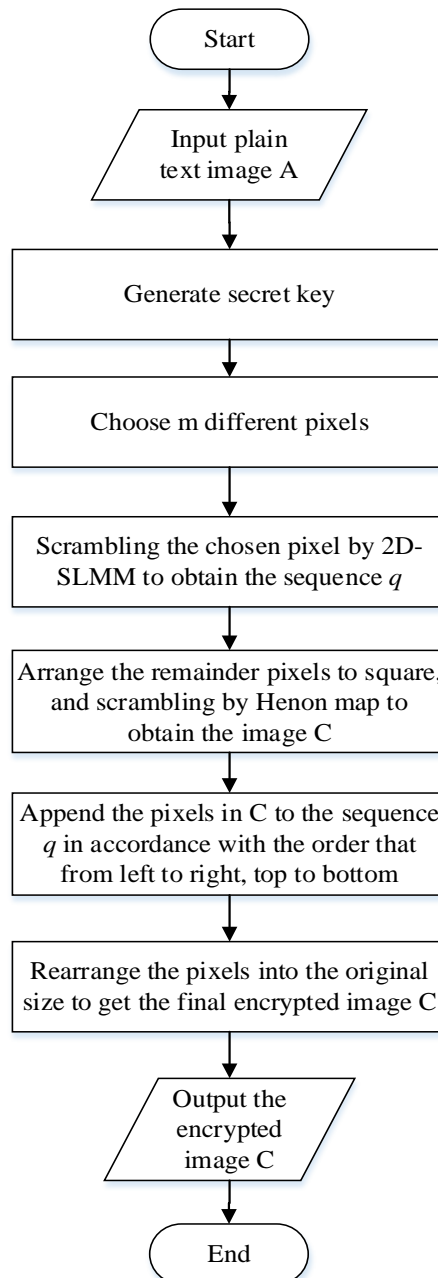 Start
Input plain
text image A
Generate secret key
Choose m different pixels
Scrambling the chosen pixel by 2D-
SLMM to obtain the sequence q
Arrange the remainder pixels to square,
and scrambling by Henon map to
obtain the image C
Append the pixels in C to the sequence
q in accordance with the order that
from left to right, top to bottom
Rearrange the pixels into the original
size to get the final encrypted image C
Output the
encrypted
image C
End